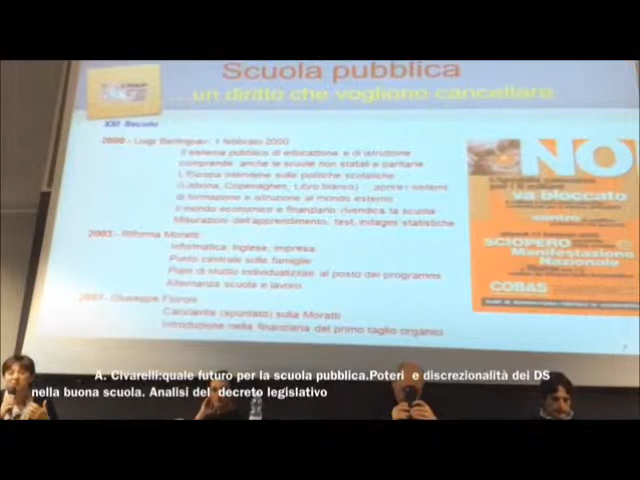 Scuola pubblica
un diritto che vogliono cancellare
XXI Secolo
2000 - Luigi Berlinguer: 1 febbraio 2000
Il sistema pubblico di educazione e di istruzione
comprende anche le scuole non statali e paritarie
L'Europa interviene sulle politiche scolastiche
(Lisbona, Copenaghen, Libro bianco) aprire i sistemi
di formazione e istruzione al mondo esterno
Il mondo economico e finanziario rivendica la scuola
Misurazioni dell'apprendimento, test, indagini statistiche
2003 - Riforma Moratti
Informatica, Inglese, impresa
Punto centrale sulle famiglie
Piani di studio individualizzati al posto dei programmi
Alternanza scuola e lavoro
2007 - Giuseppe Fioroni
Cacciavite (spuntato) sulla Moratti
Introduzione nella finanziaria del primo taglio organici
NO
va bloccato
SCIOPERO
Manifestazione
Nazionale
COBAS
7
A. Civarelli:quale futuro per la scuola pubblica.Poteri e discrezionalità dei DS
nella buona scuola. Analisi del decreto legislativo